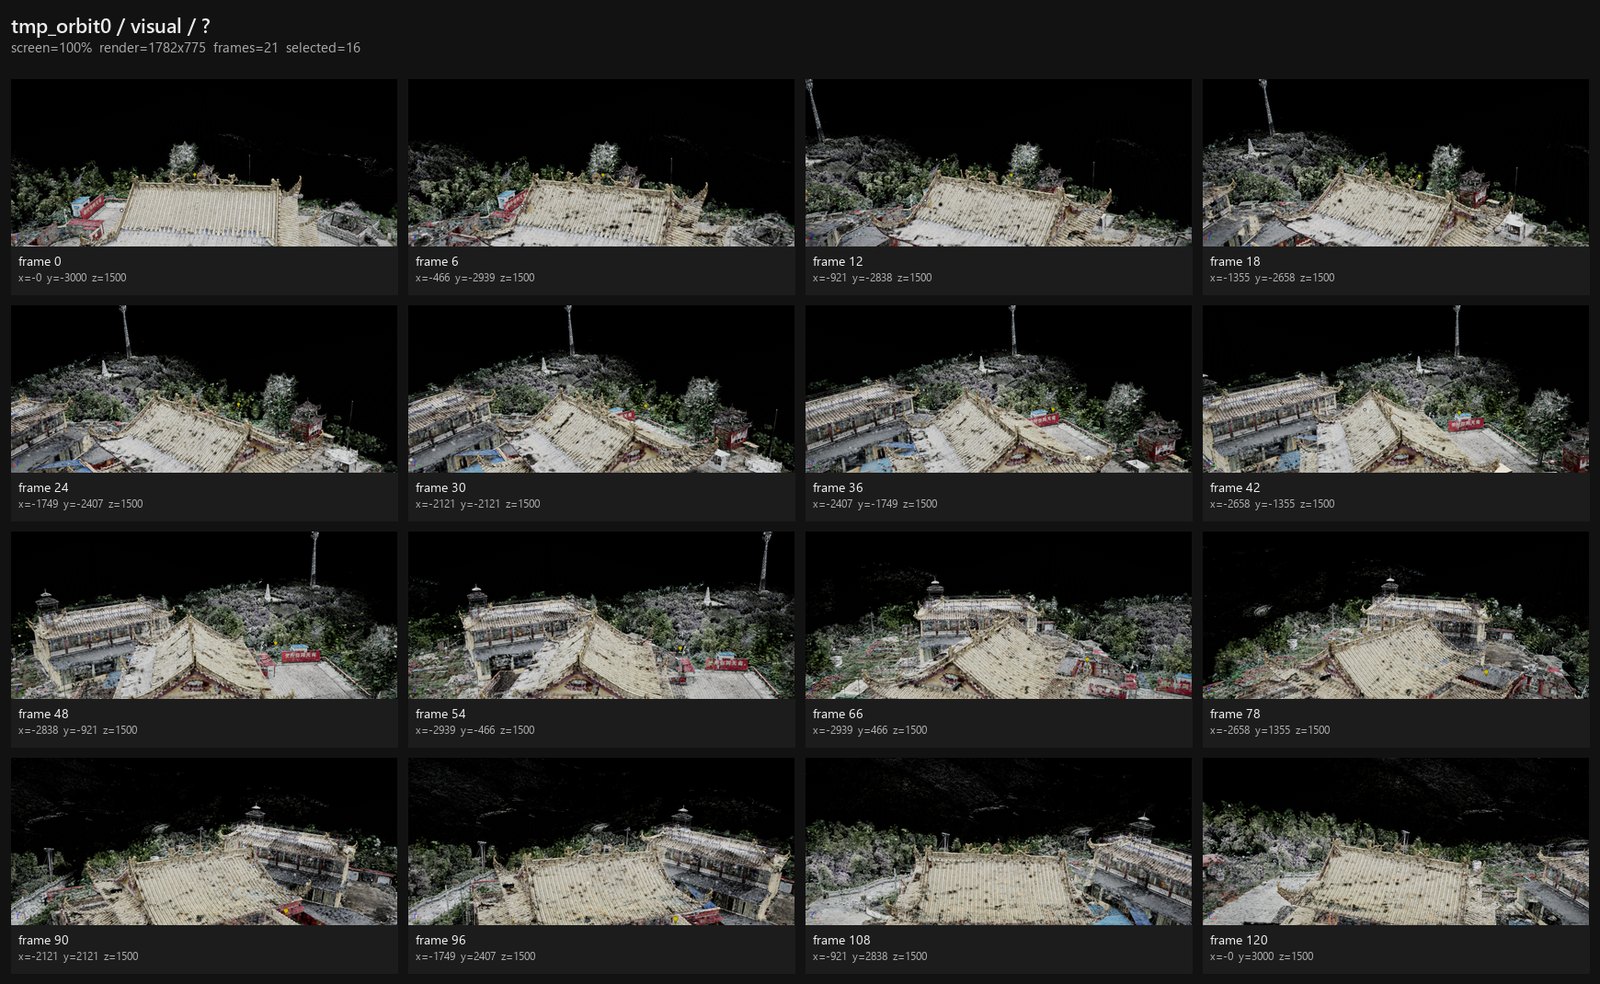 tmp_orbit0 / visual / ?
screen=100% render=1782x775 frames=21 selected=16
frame 0
x=-0 y=-3000 z=1500
frame 6
x=-466 y=-2939 z=1500
frame 12
x=-921 y=-2838 z=1500
frame 18
x=-1355 y=-2658 z=1500
frame 24
x=-1749 y=-2407 z=1500
frame 30
x=-2121 y=-2121 z=1500
frame 36
x=-2407 y=-1749 z=1500
frame 42
x=-2658 y=-1355 z=1500
frame 48
x=-2838 y=-921 z=1500
frame 54
x=-2939 y=-466 z=1500
frame 66
x=-2939 y=466 z=1500
frame 78
x=-2658 y=1355 z=1500
frame 90
x=-2121 y=2121 z=1500
frame 96
x=-1749 y=2407 z=1500
frame 108
x=-921 y=2838 z=1500
frame 120
x=-0 y=3000 z=1500